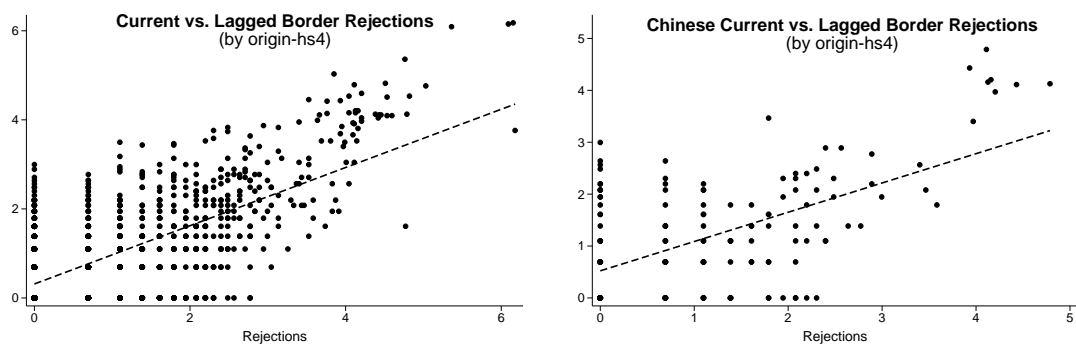 Current vs. Lagged Border Rejections
(by origin-hs4)
6
4
2
0
0 2 4 6
Rejections
Chinese Current vs. Lagged Border Rejections
(by origin-hs4)
5
4
3
2
1
0
0 1 2 3 4 5
Rejections